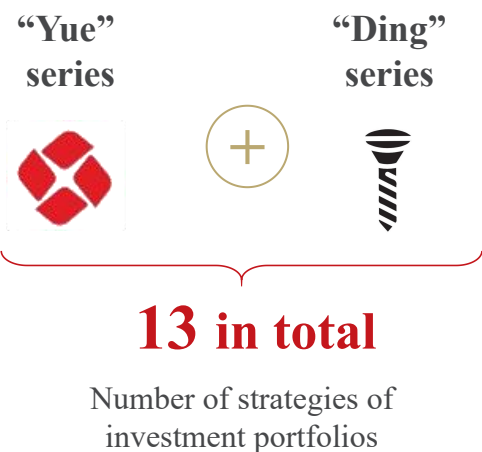 “Yue”
series
“Ding”
series
+
13 in total
Number of strategies of
investment portfolios